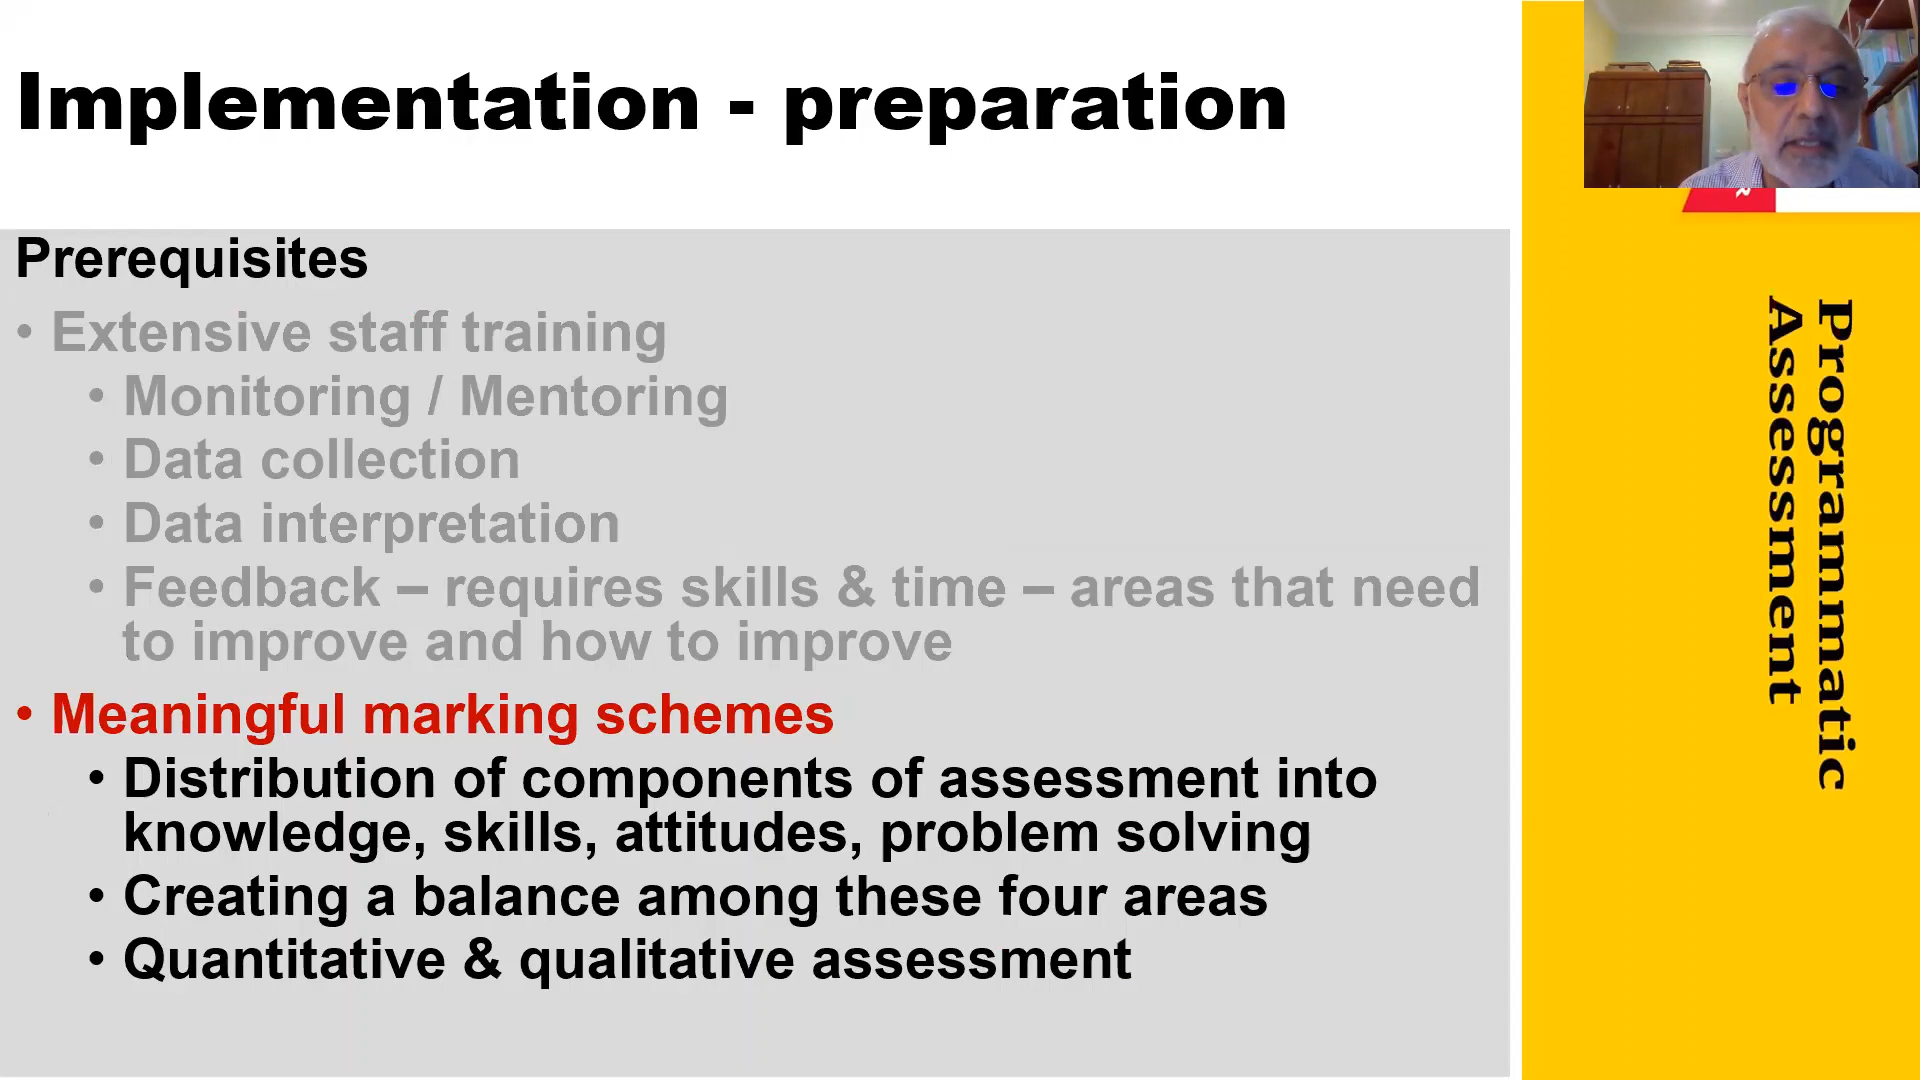 Implementation - preparation
Prerequisites
• Extensive staff training
• Monitoring / Mentoring
• Data collection
• Data interpretation
• Feedback – requires skills & time – areas that need
to improve and how to improve
• Meaningful marking schemes
• Distribution of components of assessment into
knowledge, skills, attitudes, problem solving
• Creating a balance among these four areas
• Quantitative & qualitative assessment
Programmatic
Assessment